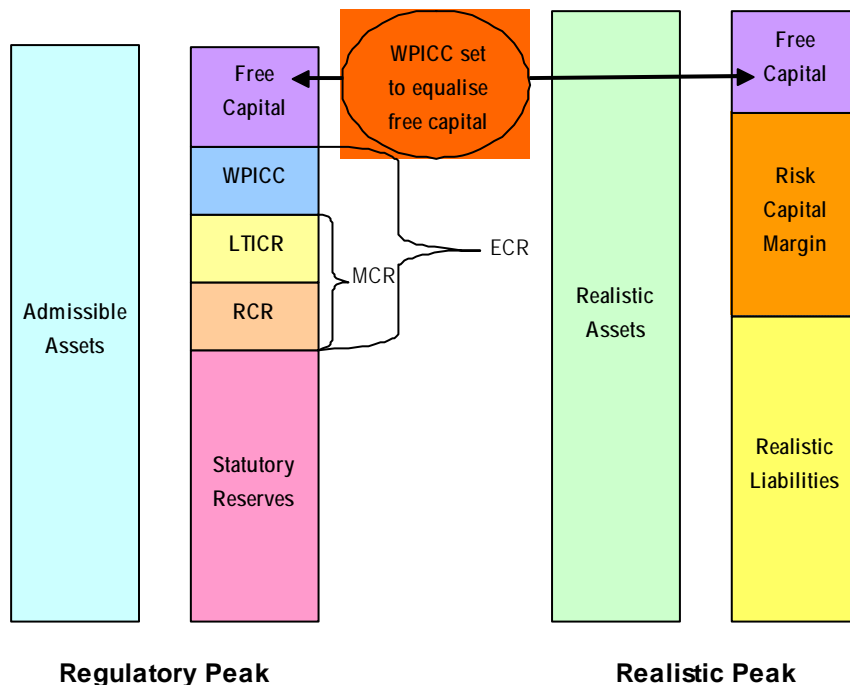 Admissible
Assets
Free
Capital
WPICC
LTICR
RCR
Statutory
Reserves
MCR
ECR
WPICC set
to equalise
free capital
Realistic
Assets
Free
Capital
Risk
Capital
Margin
Realistic
Liabilities
Regulatory Peak
Realistic Peak